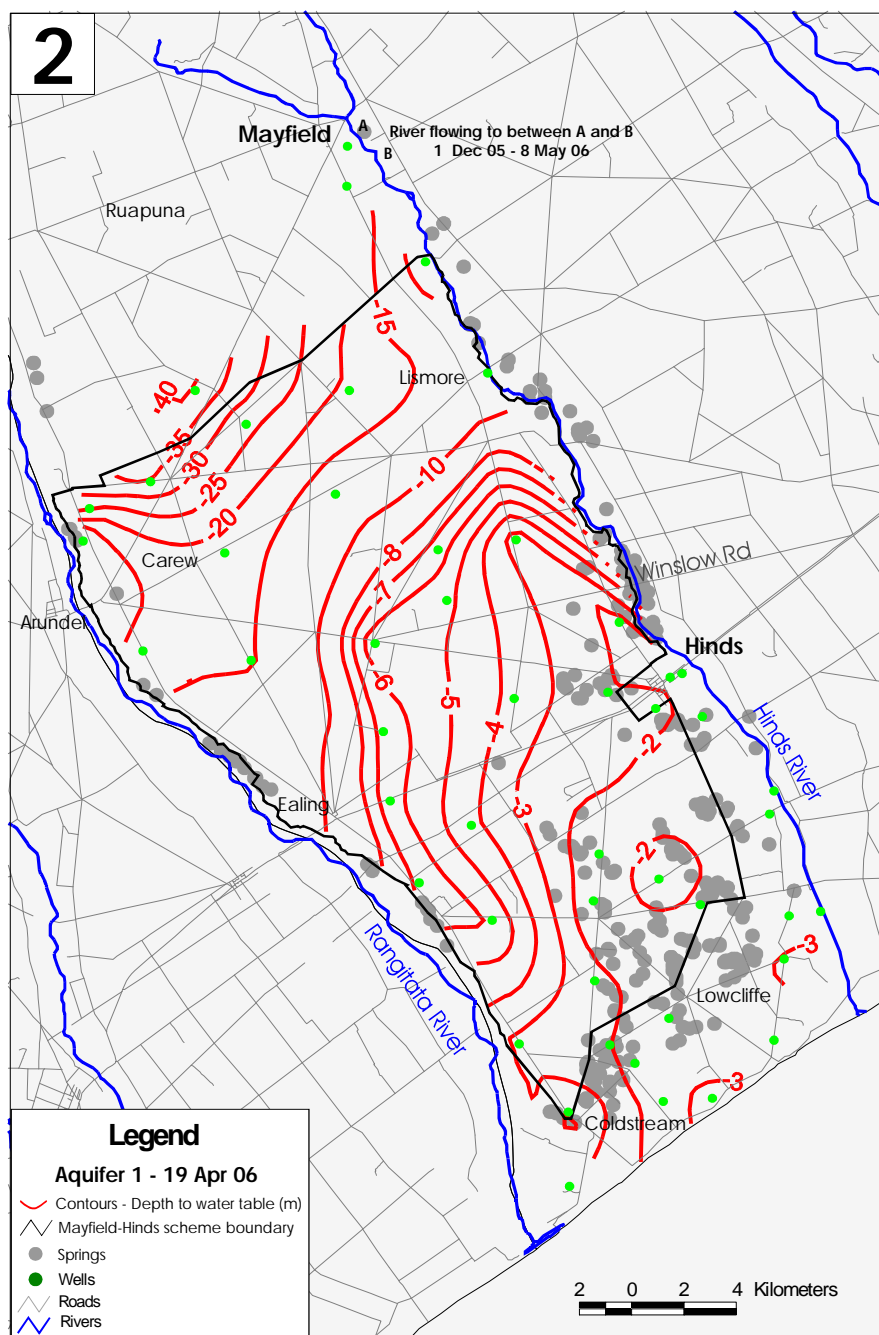 2
Mayfield
A
B
River flowing to between A and B
1 Dec 05 - 8 May 06
Ruapuna
-15
Lismore
-40
-35
-30
-25
-20
-10
-8
-7
-6
-5
-4
-3
-2
-2
-3
-3
Carew
Winslow Rd
Arundel
Hinds
Hinds River
Ealing
Rangitata River
Lowcliffe
Coldstream
Legend
Aquifer 1 - 19 Apr 06
Contours - Depth to water table (m)
Mayfield-Hinds scheme boundary
Springs
Wells
Roads
Rivers
2 0 2 4 Kilometers